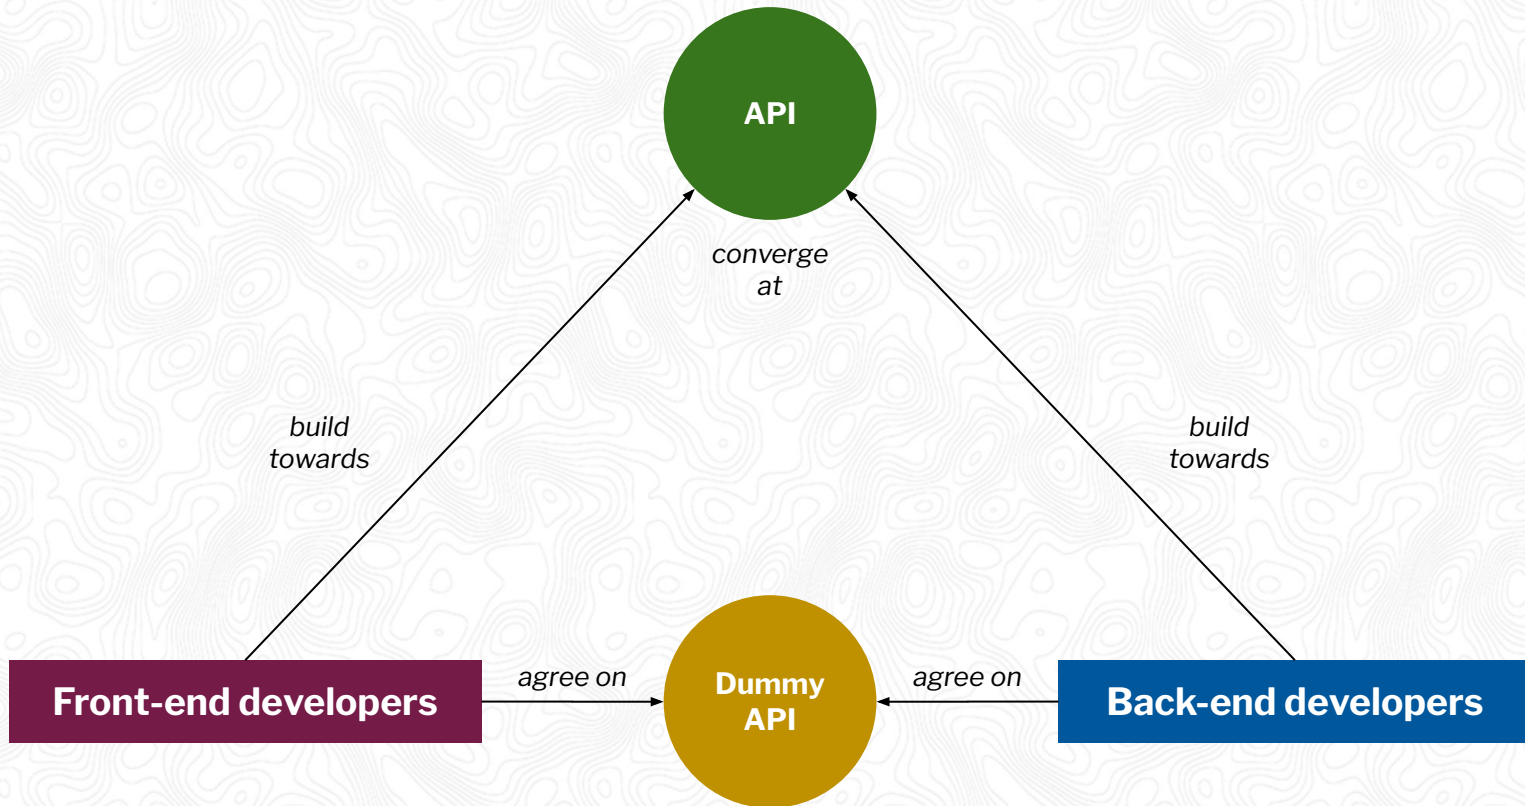 API
converge
at
build
towards
build
towards
Front-end developers
agree on
Dummy
API
agree on
Back-end developers